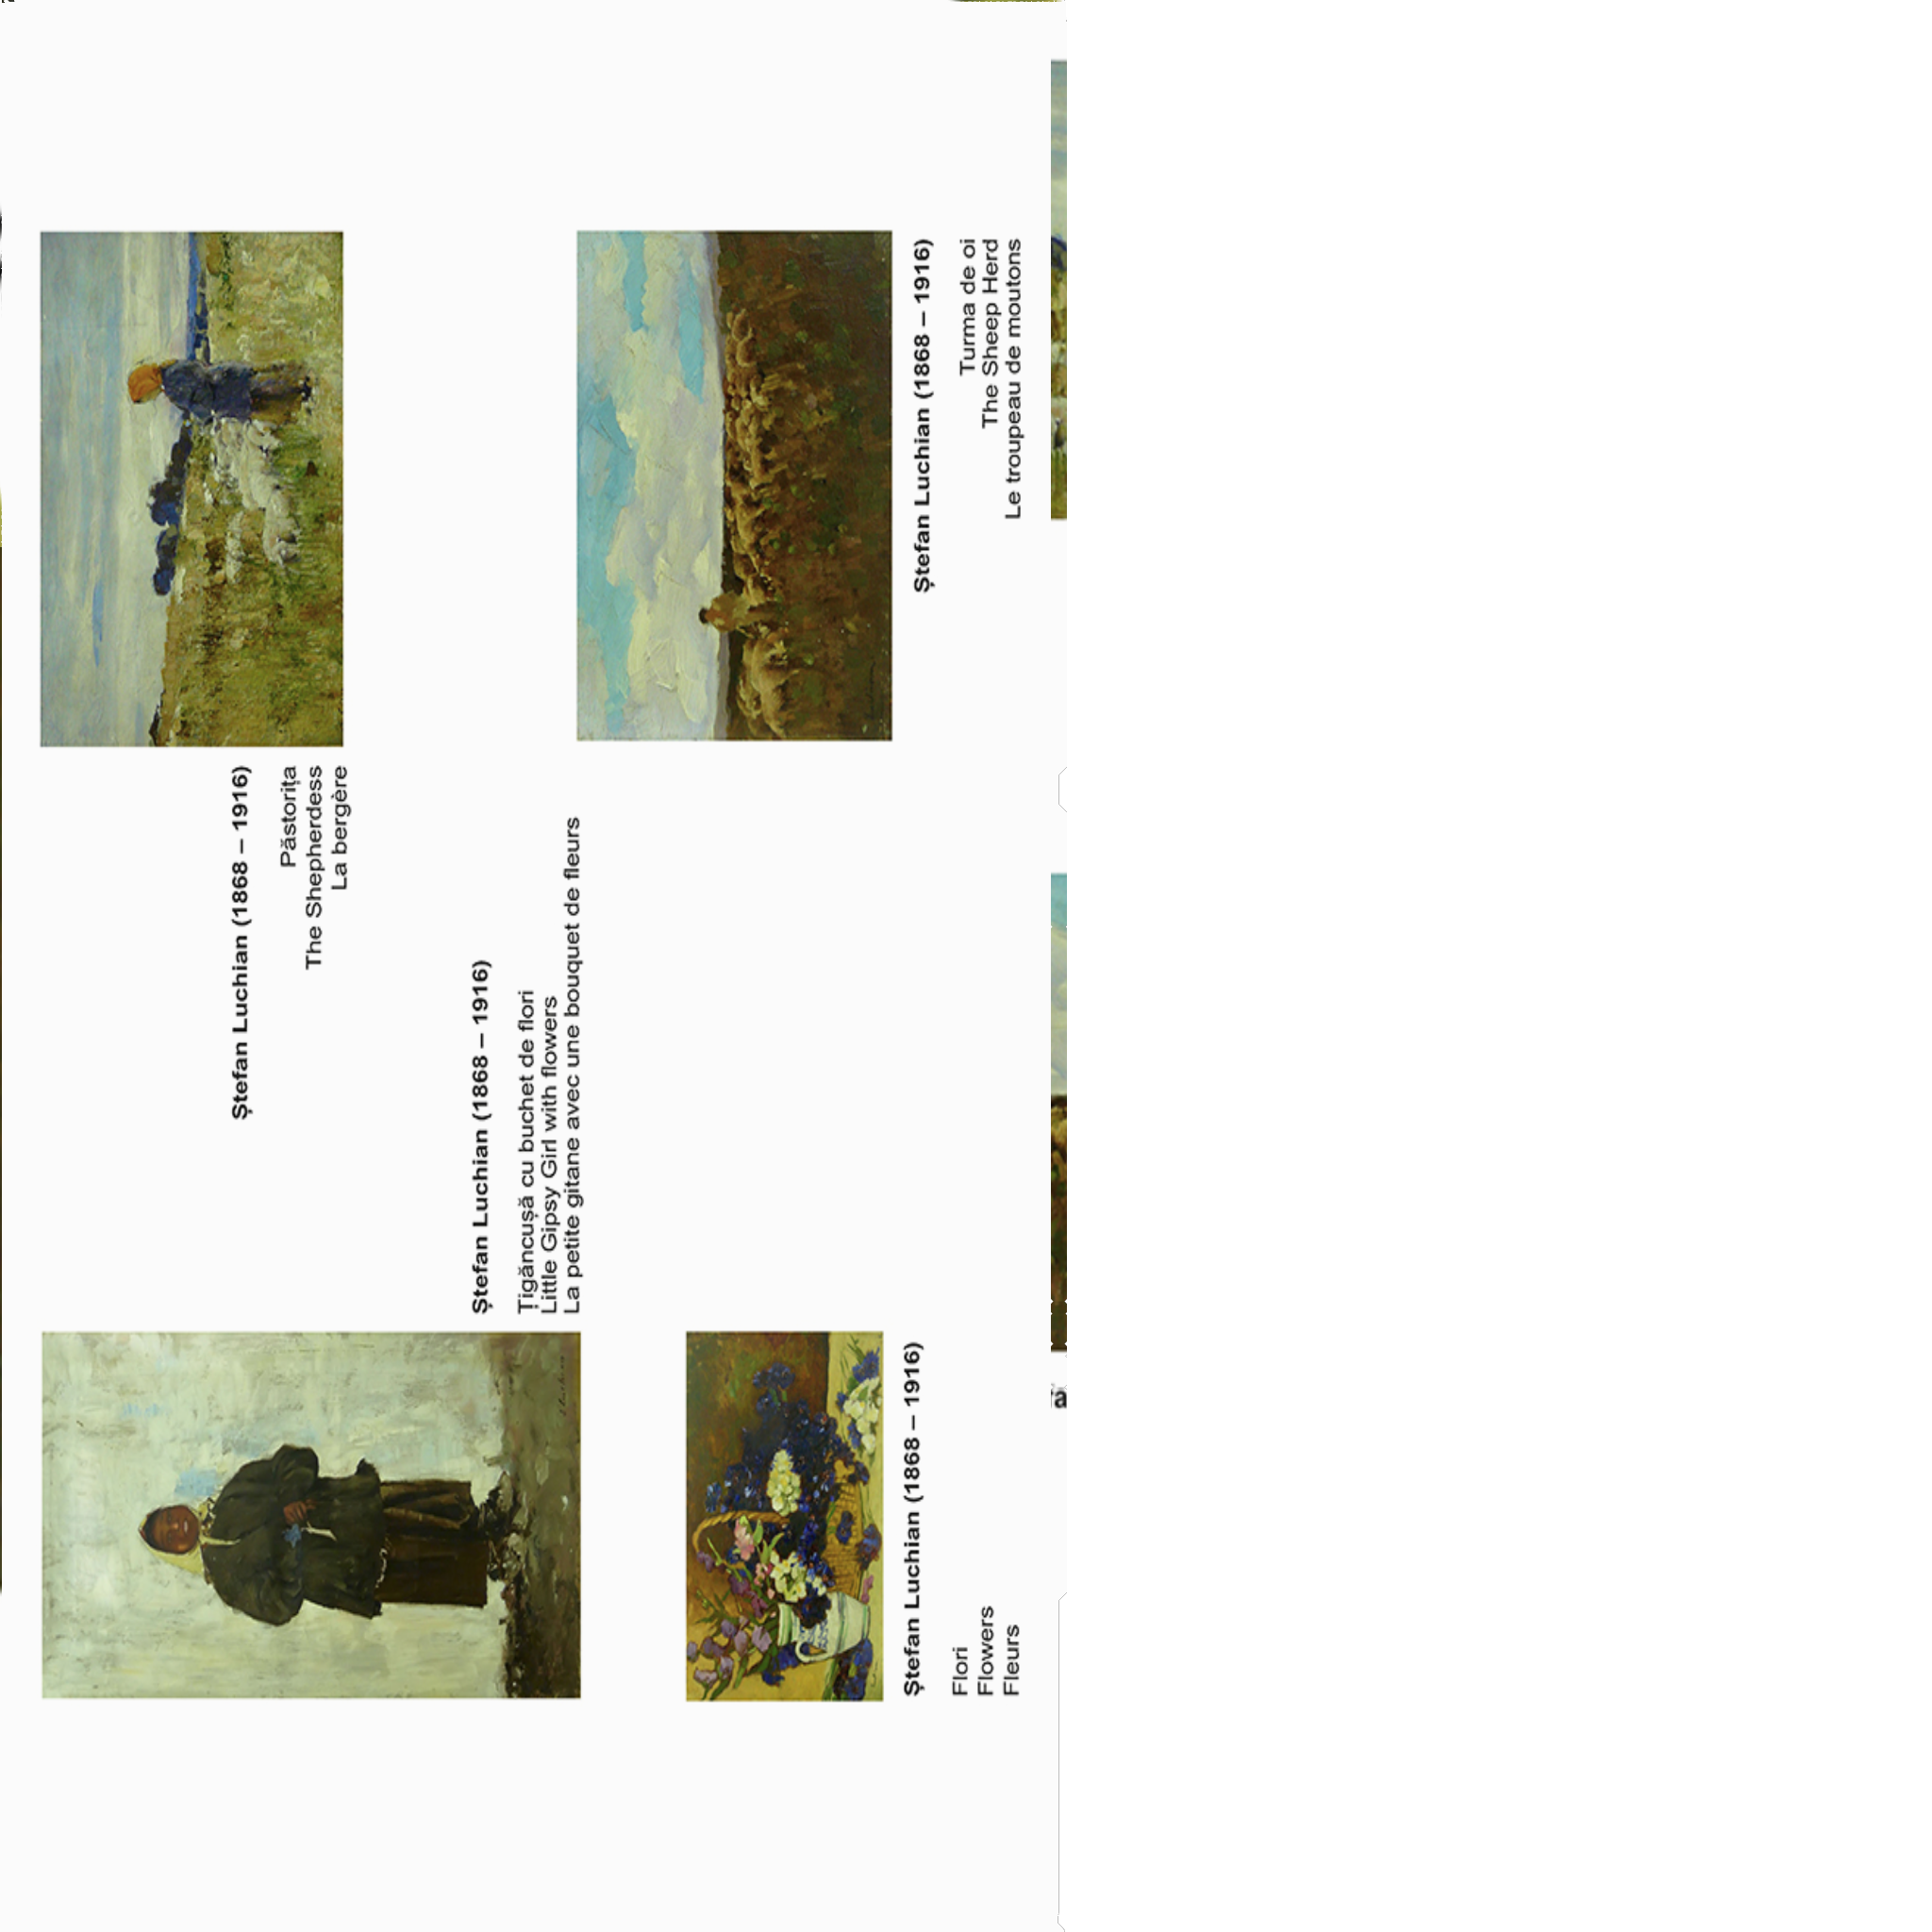 Ștefan Luchian (1868 – 1916)
Păstorița
The Shepherdess
La bergère
Ștefan Luchian (1868 – 1916)
Țigăncușă cu buchet de flori
Little Gipsy Girl with flowers
La petite gitane avec une bouquet de fleurs
Ștefan Luchian (1868 – 1916)
Flori
Flowers
Fleurs
Ștefan Luchian (1868 – 1916)
Turma de oi
The Sheep Herd
Le troupeau de moutons